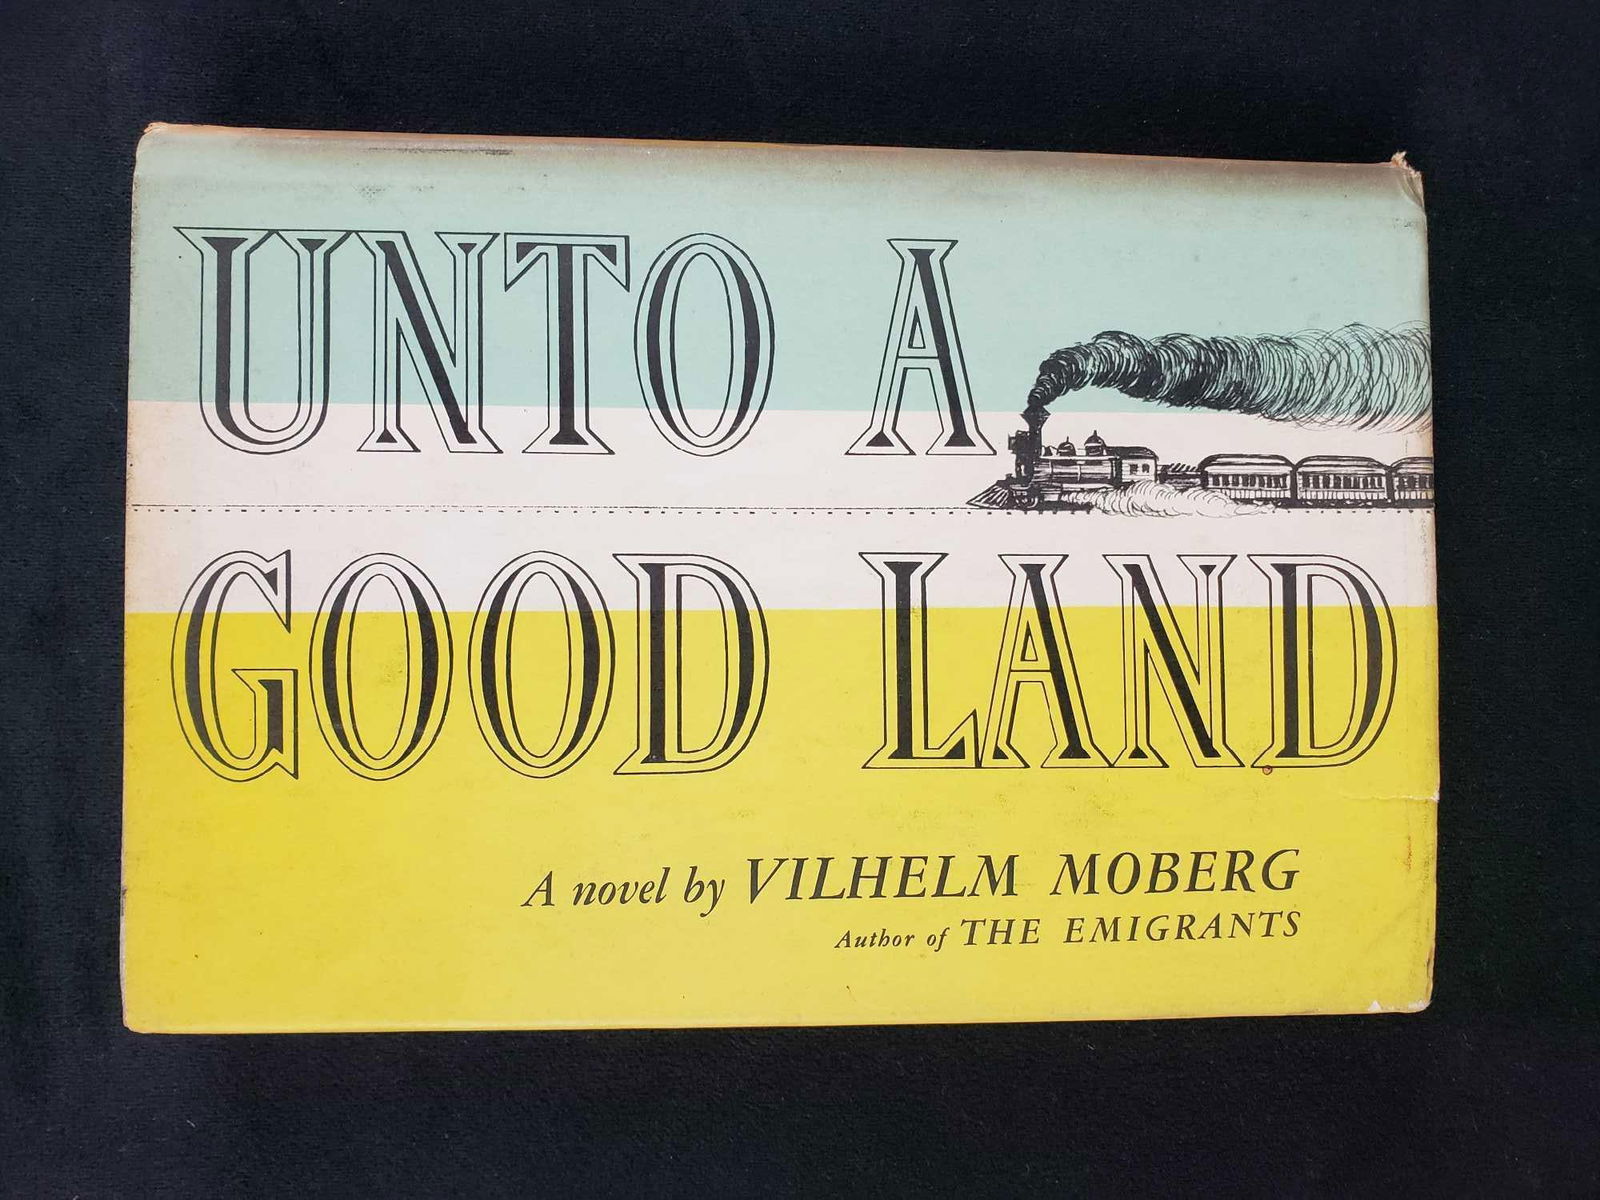 UNTO A
GOOD LAND
A novel by VILHELM MOBERG
Author of THE EMIGRANTS